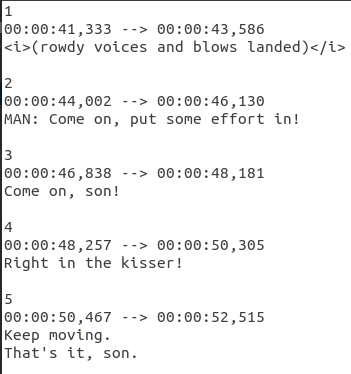 1
00:00:41,333 --> 00:00:43,586
<i>(rowdy voices and blows landed)</i>
2
00:00:44,002 --> 00:00:46,130
MAN: Come on, put some effort in!
3
00:00:46,838 --> 00:00:48,181
Come on, son!
4
00:00:48,257 --> 00:00:50,305
Right in the kisser!
5
00:00:50,467 --> 00:00:52,515
Keep moving.
That's it, son.